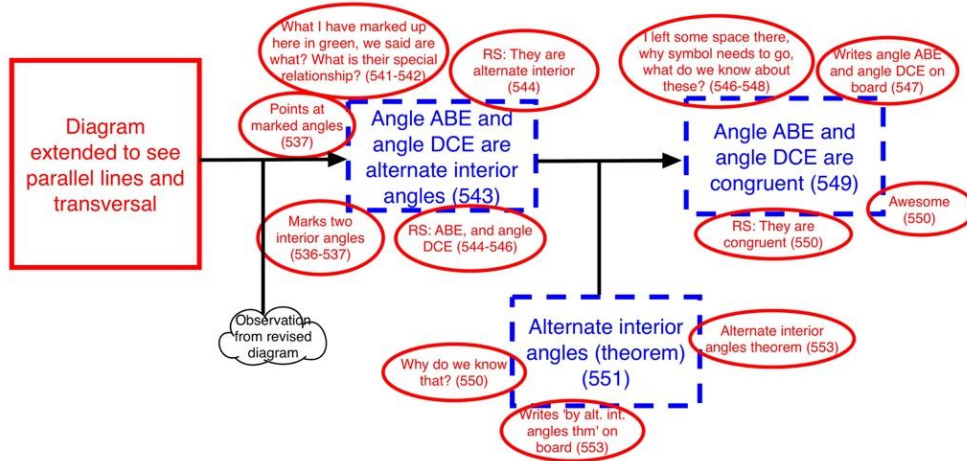 What I have marked up
here in green, we said are
what? What is their special
relationship? (541-542)
RS: They are
alternate interior
(544)
I left some space there,
why symbol needs to go,
what do we know about
these? (546-548)
Writes angle ABE
and angle DCE on
board (547)
Points at
marked angles
(537)
Diagram
extended to see
parallel lines and
transversal
Angle ABE and
angle DCE are
alternate interior
angles (543)
Angle ABE and
angle DCE are
congruent (549)
Marks two
interior angles
(536-537)
RS: ABE, and angle
DCE (544-546)
RS: They are
congruent (550)
Awesome
(550)
Observation
from revised
diagram
Why do we know
that? (550)
Alternate interior
angles (theorem)
(551)
Alternate interior
angles theorem (553)
Writes 'by alt. int.
angles thm' on
board (553)